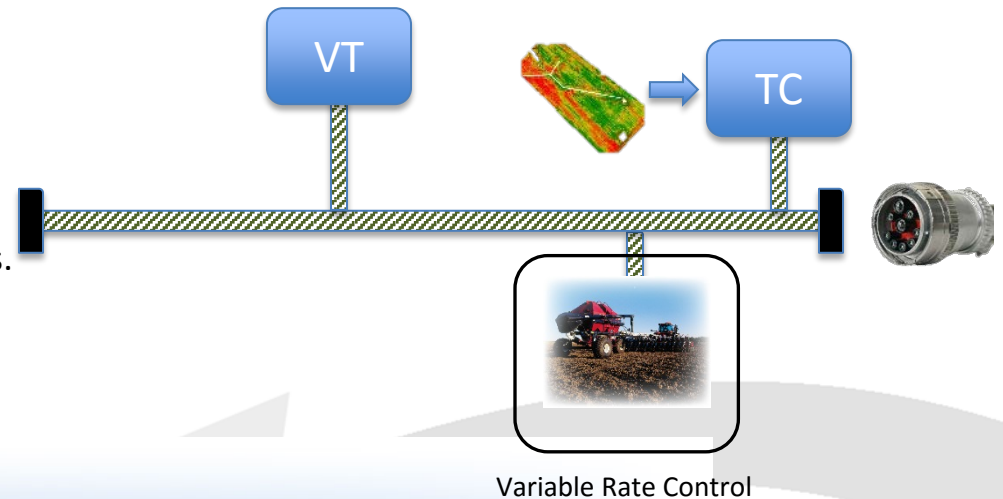 VT
TC
s.
Variable Rate Control